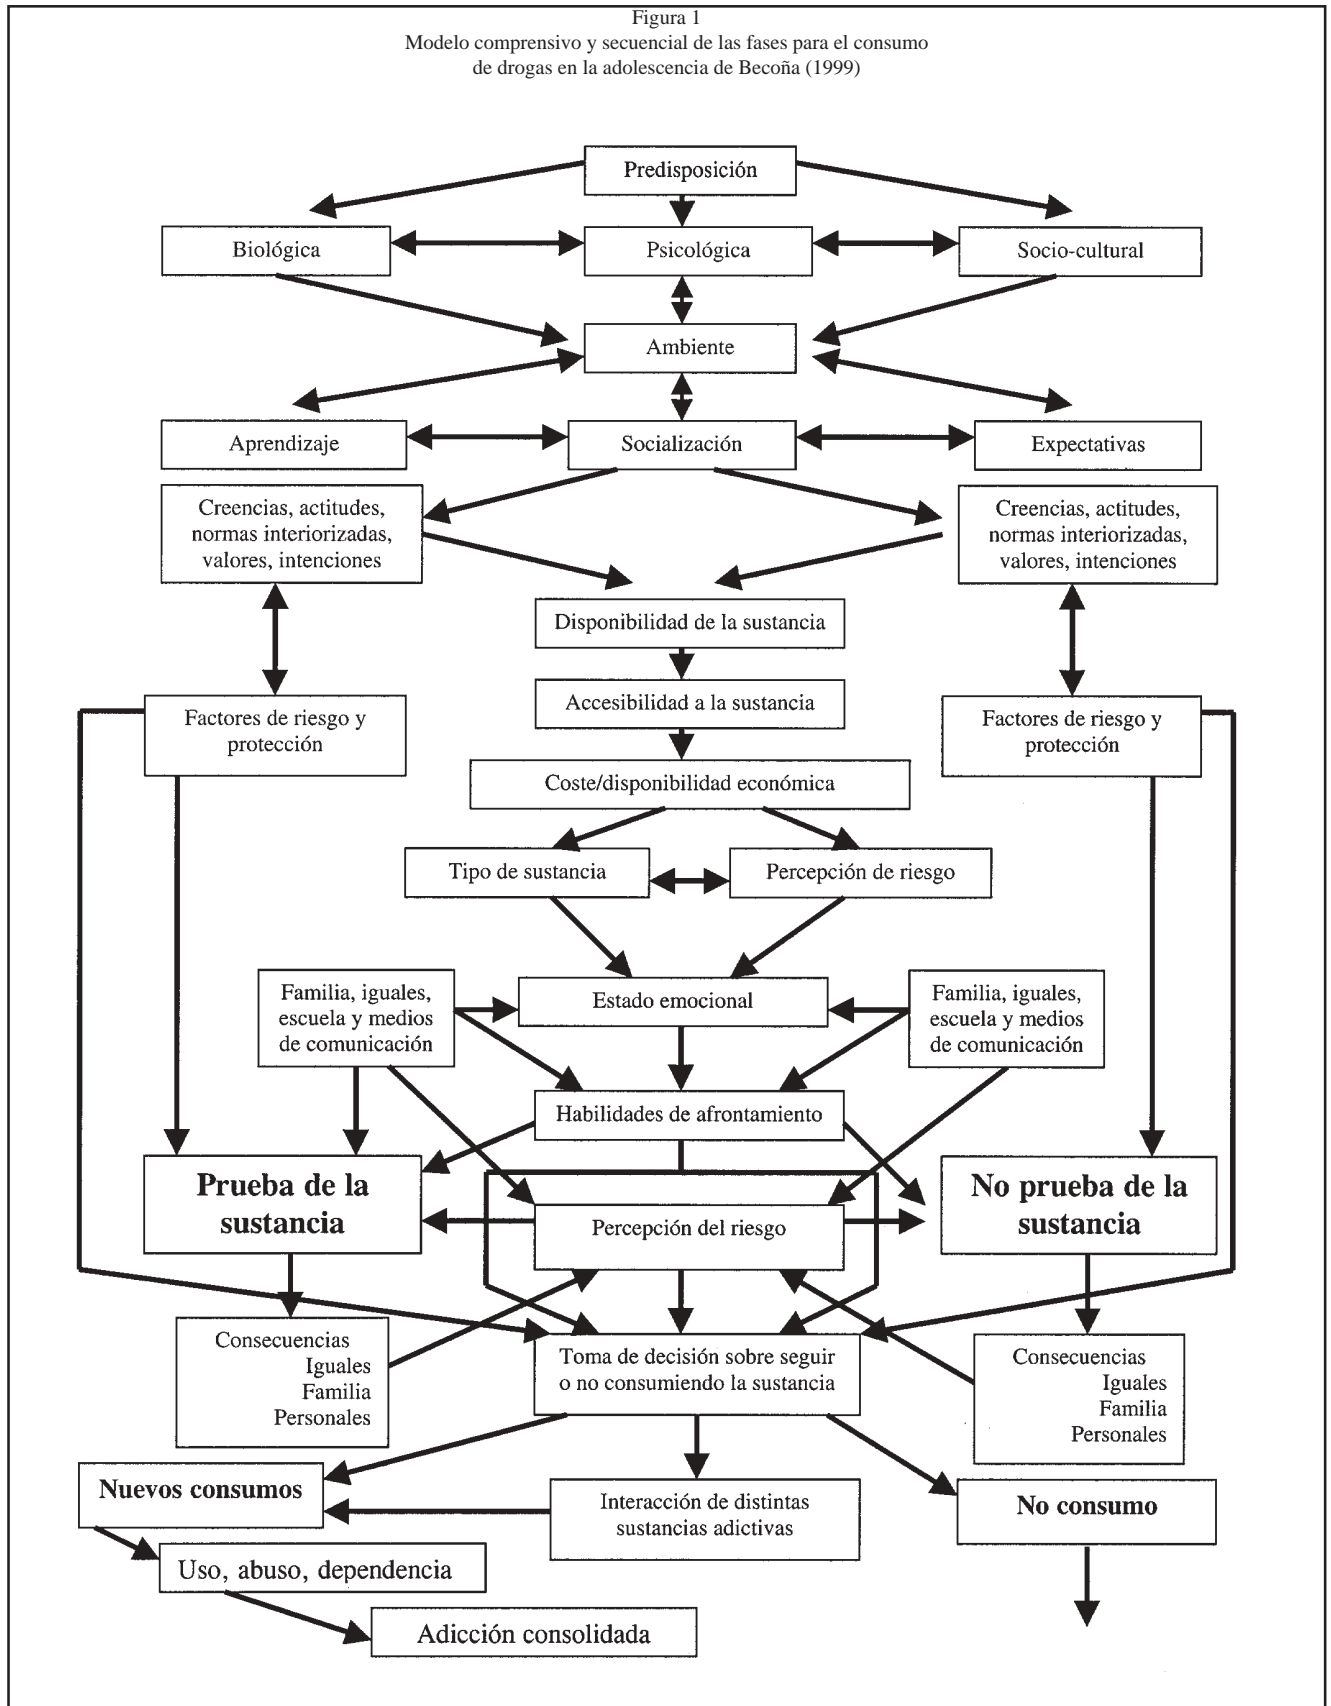 Figura 1
Modelo comprensivo y secuencial de las fases para el consumo
de drogas en la adolescencia de Becoña (1999)
Predisposición
Biológica
Psicológica
Socio-cultural
Ambiente
Aprendizaje
Socialización
Expectativas
Creencias, actitudes,
normas interiorizadas,
valores, intenciones
Creencias, actitudes,
normas interiorizadas,
valores, intenciones
Disponibilidad de la sustancia
Accesibilidad a la sustancia
Factores de riesgo y
protección
Factores de riesgo y
protección
Coste/disponibilidad económica
Tipo de sustancia
Percepción de riesgo
Familia, iguales,
escuela y medios
de comunicación
Estado emocional
Familia, iguales,
escuela y medios
de comunicación
Habilidades de afrontamiento
Prueba de la
sustancia
Percepción del riesgo
No prueba de la
sustancia
Consecuencias
Iguales
Familia
Personales
Toma de decisión sobre seguir
o no consumiendo la sustancia
Consecuencias
Iguales
Familia
Personales
Nuevos consumos
Interacción de distintas
sustancias adictivas
No consumo
Uso, abuso, dependencia
Adicción consolidada